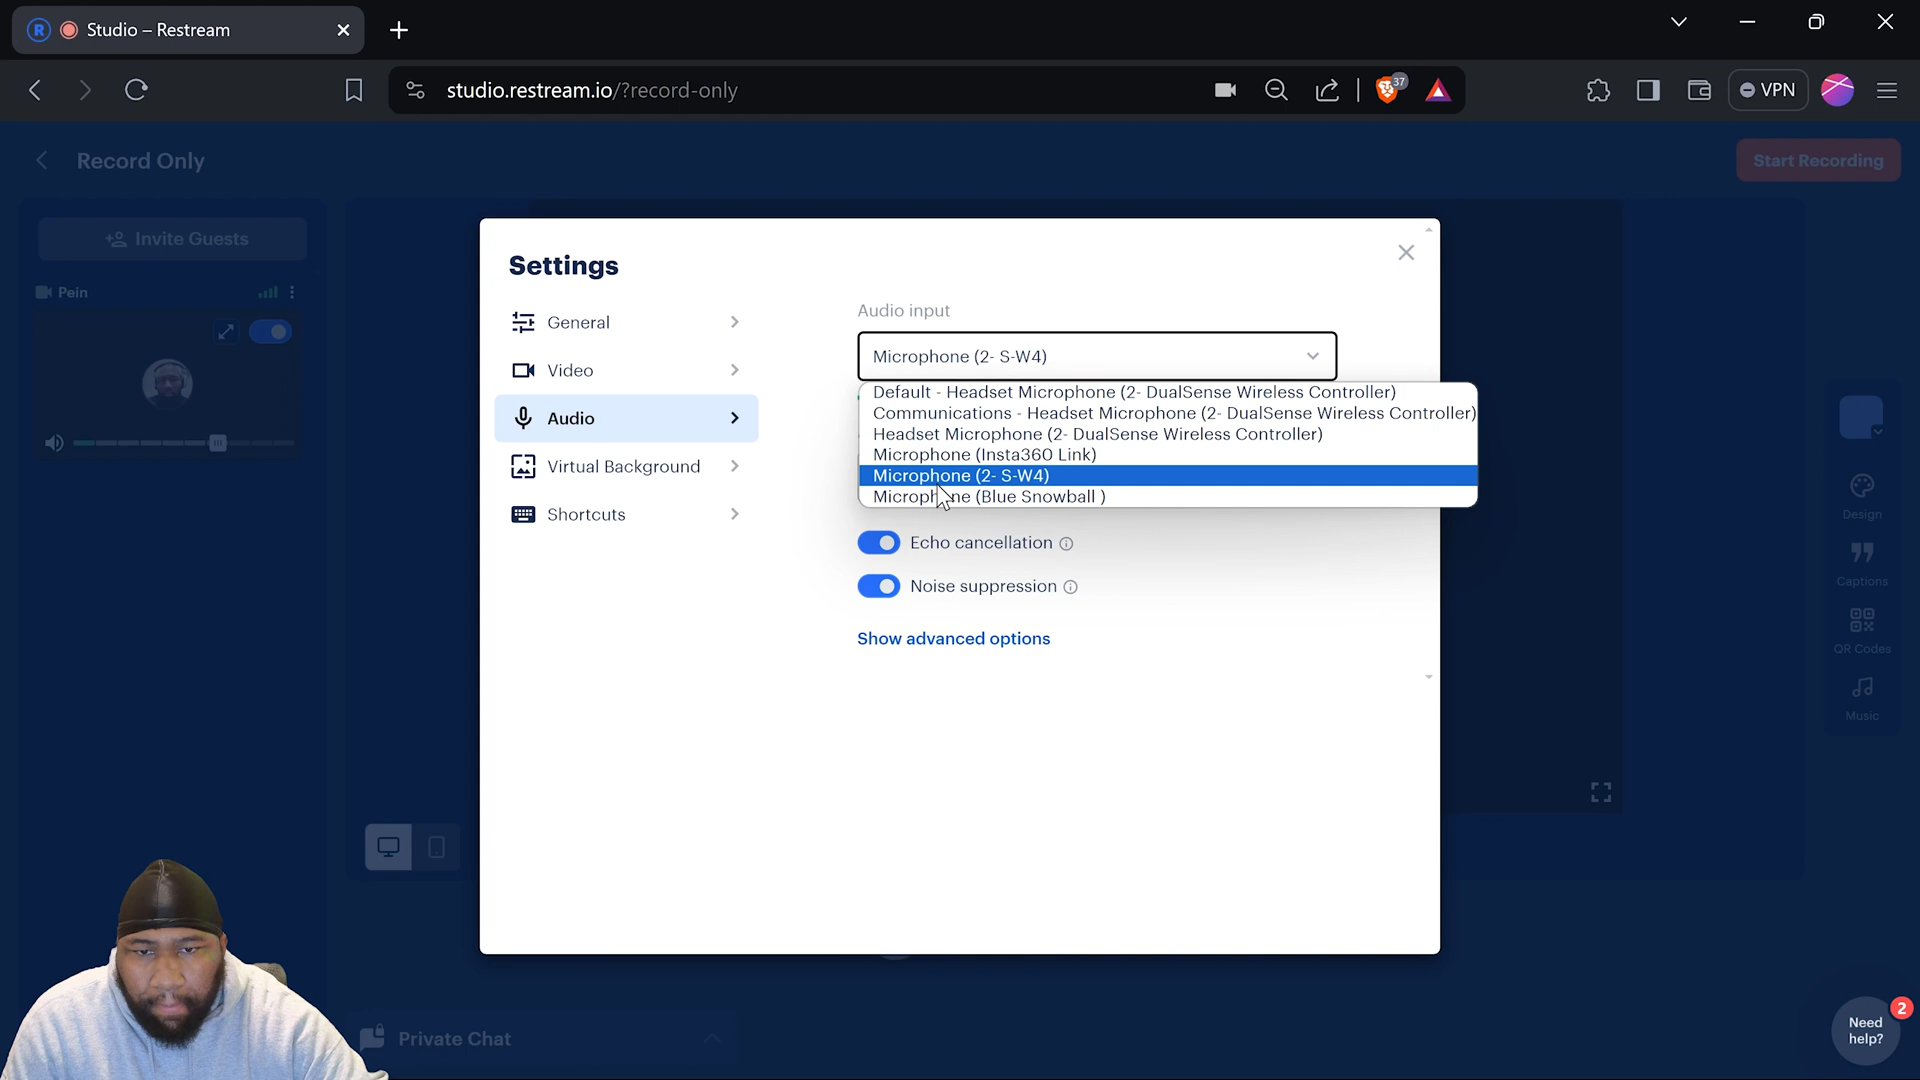 Studio – Restream
studio.restream.io/?record-only
37
VPN
Record Only
Start Recording
Invite Guests
Pein
Settings
General
Video
Audio
Virtual Background
Shortcuts
Audio input
Microphone (2- S-W4)
Default - Headset Microphone (2- DualSense Wireless Controller)
Communications - Headset Microphone (2- DualSense Wireless Controller)
Headset Microphone (2- DualSense Wireless Controller)
Microphone (Insta360 Link)
Microphone (2- S-W4)
Microphone (Blue Snowball )
Echo cancellation
Noise suppression
Show advanced options
Design
Captions
QR Codes
Music
Private Chat
2
Need
help?